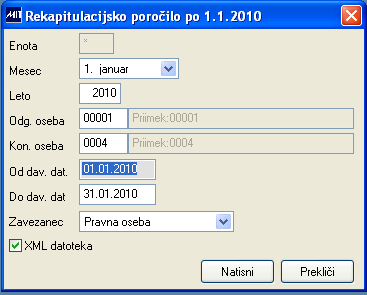 MIT Rekapitulacijsko poročilo po 1.1.2010
Enota *
Mesec 1. januar
Leto 2010
Odg. oseba 00001 Priimek:00001
Kon. oseba 0004 Priimek:0004
Od dav. dat. 01.01.2010
Do dav. dat 31.01.2010
Zavezanec Pravna oseba
XML datoteka
Natisni Prekliči